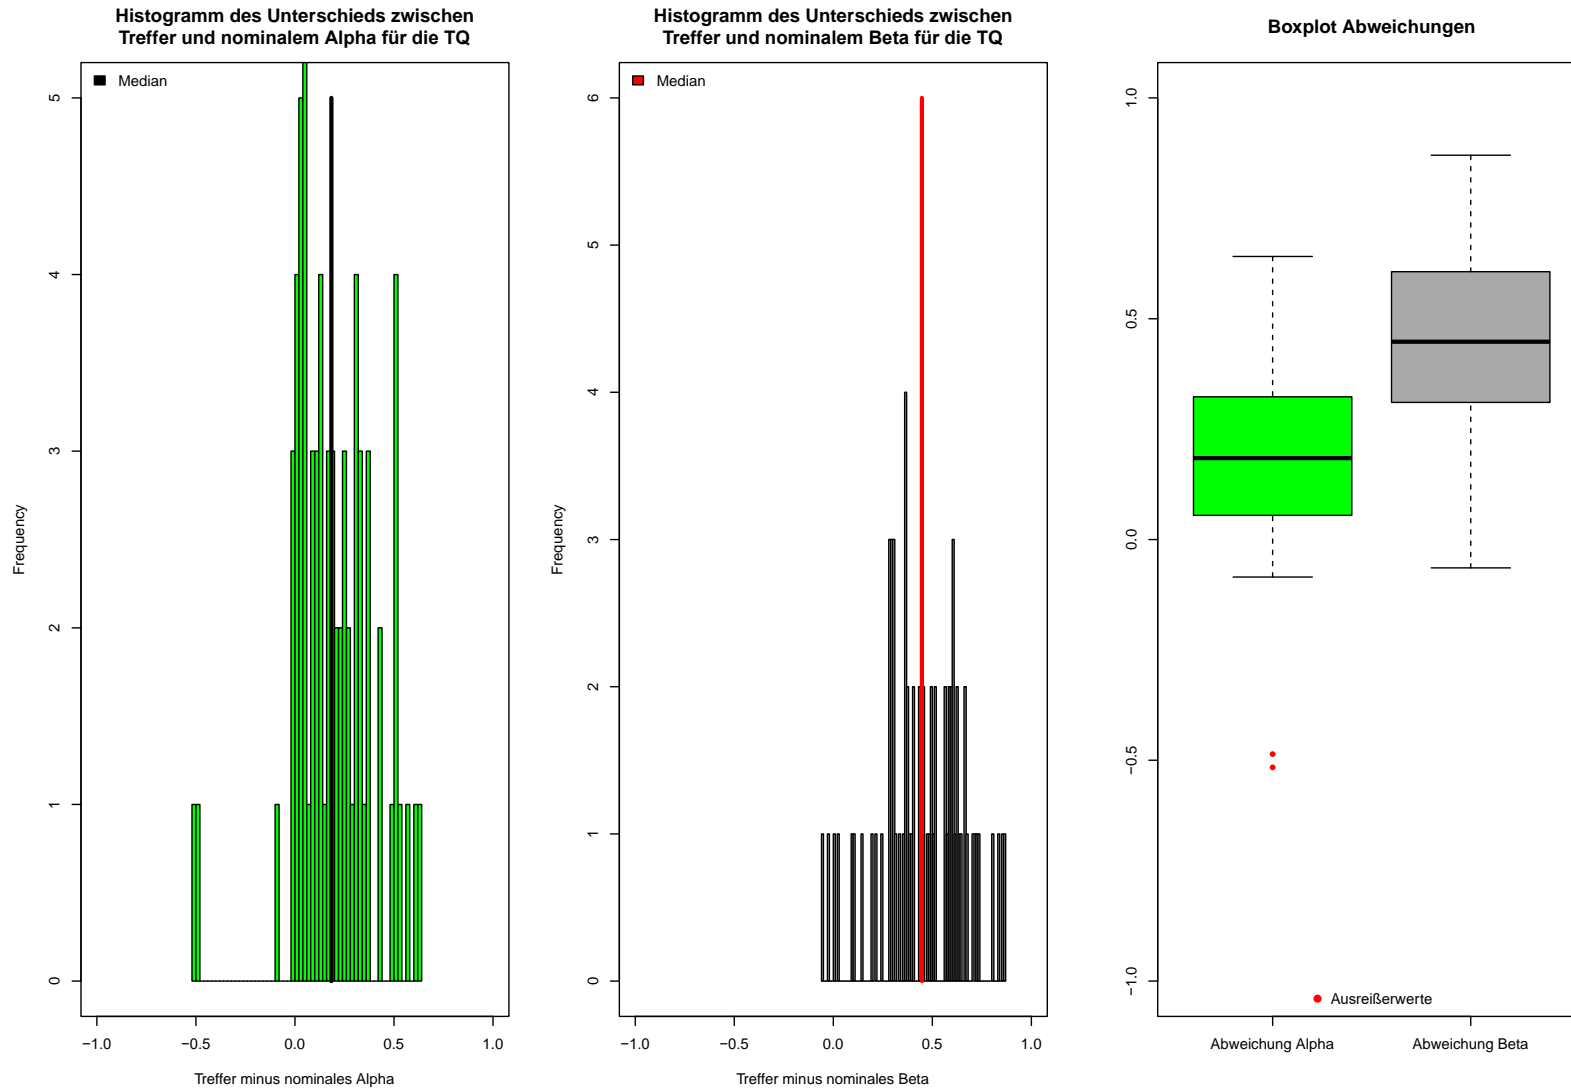 Histogramm des Unterschieds zwischen
Treffer und nominalem Alpha für die TQ
Median
Frequency
0
1
2
3
4
5
−1.0
−0.5
0.0
0.5
1.0
Treffer minus nominales Alpha
Histogramm des Unterschieds zwischen
Treffer und nominalem Beta für die TQ
Median
Frequency
0
1
2
3
4
5
6
−1.0
−0.5
0.0
0.5
1.0
Treffer minus nominales Beta
Boxplot Abweichungen
1.0
0.5
0.0
−0.5
−1.0
Ausreißerwerte
Abweichung Alpha
Abweichung Beta